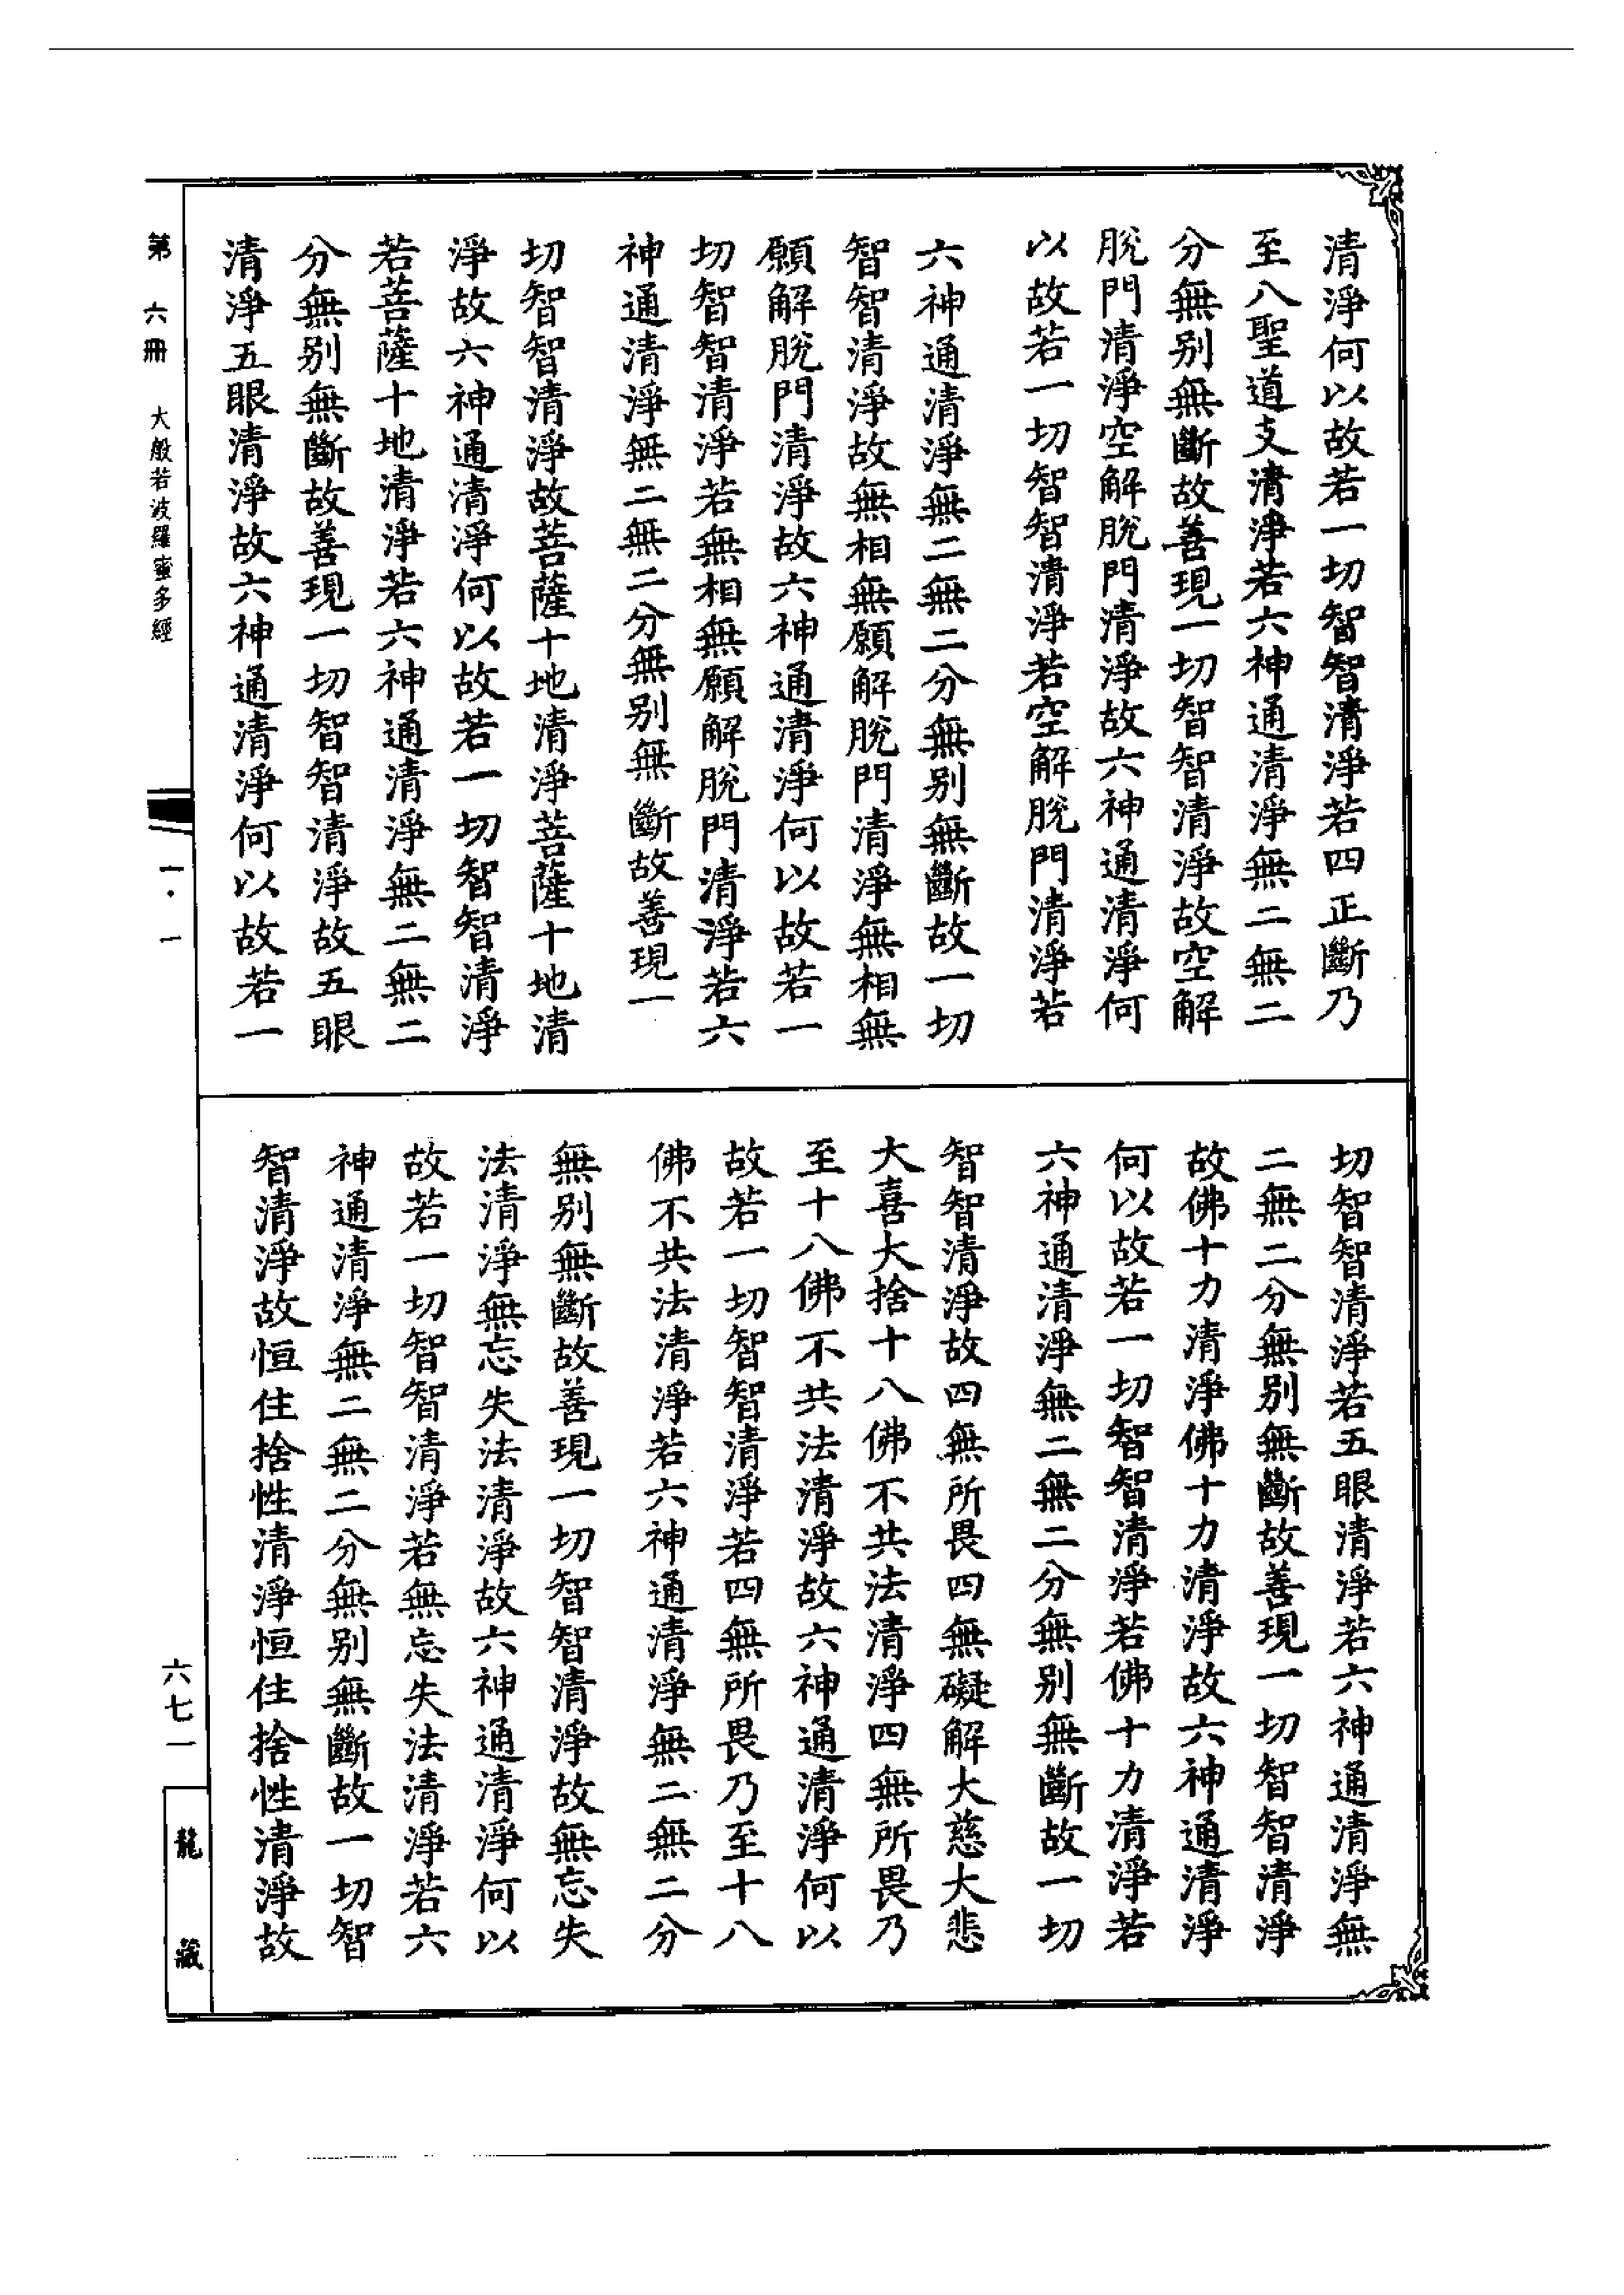 清淨何以故若一切智智清淨若四正斷乃
至八聖道支清淨若六神通清淨無二無二
分無別無斷故善現一切智智清淨故空解
脫門清淨空解脫門清淨故六神通清淨何
以故若一切智智清淨若空解脫門清淨若
六神通清淨無二無二分無別無斷故一切
智智清淨故無相無願解脫門清淨無相無
願解脫門清淨故六神通清淨何以故若一
切智智清淨若無相無願解脫門清淨若六
神通清淨無二無二分無別無斷故善現一
切智智清淨故菩薩十地清淨菩薩十地清
淨故六神通清淨何以故若一切智智清淨
若菩薩十地清淨若六神通清淨無二無二
分無別無斷故善現一切智智清淨故五眼
清淨五眼清淨故六神通清淨何以故若一
切智智清淨若五眼清淨若六神通清淨無
二無二分無別無斷故善現一切智智清淨
故佛十力清淨佛十力清淨故六神通清淨
何以故若一切智智清淨若佛十力清淨若
六神通清淨無二無二分無別無斷故一切
智智清淨故四無所畏四無礙解大慈大悲
大喜大捨十八佛不共法清淨四無所畏乃
至十八佛不共法清淨故六神通清淨何以
故若一切智智清淨若四無所畏乃至十八
佛不共法清淨若六神通清淨無二無二分
無別無斷故善現一切智智清淨故無忘失
法清淨無忘失法清淨故六神通清淨何以
故若一切智智清淨若無忘失法清淨若六
神通清淨無二無二分無別無斷故一切智
智清淨故恒住捨性清淨恒住捨性清淨故
第六冊 大般若波羅蜜多經
一·一
六七一
龍藏